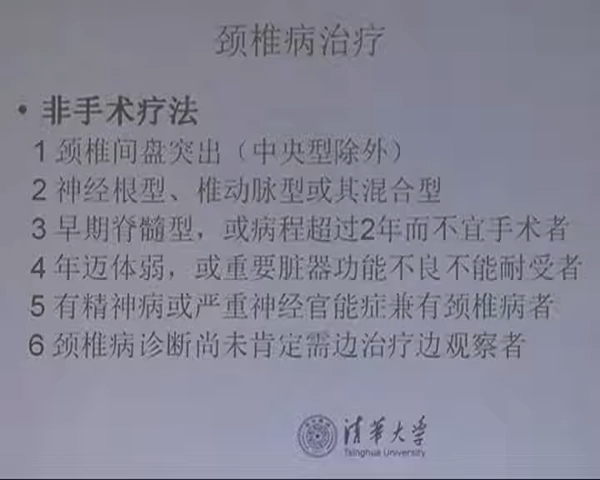 颈椎病治疗
• 非手术疗法
1 颈椎间盘突出（中央型除外）
2 神经根型、椎动脉型或其混合型
3 早期脊髓型，或病程超过2年而不宜手术者
4 年迈体弱，或重要脏器功能不良不能耐受者
5 有精神病或严重神经官能症兼有颈椎病者
6 颈椎病诊断尚未肯定需边治疗边观察者
清华大学
Tsinghua University